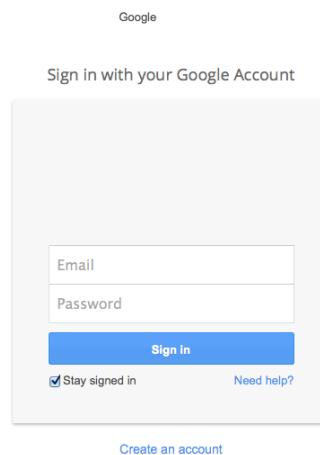 Google
Sign in with your Google Account
Email
Password
Sign in
Stay signed in Need help?
Create an account